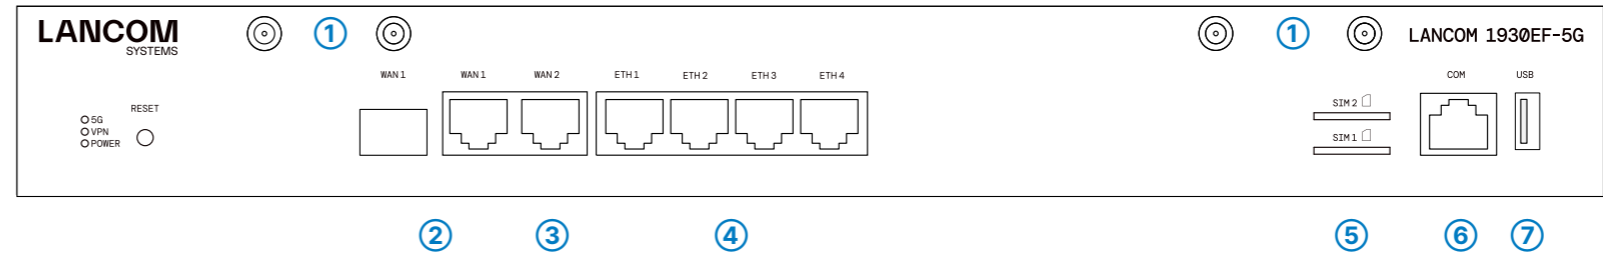 LANCOM
SYSTEMS
1
1
LANCOM 1930EF-5G
WAN 1
WAN 1
WAN 2
ETH 1
ETH 2
ETH 3
ETH 4
COM
USB
RESET
5G
VPN
POWER
SIM 2
SIM 1
2
3
4
5
6
7